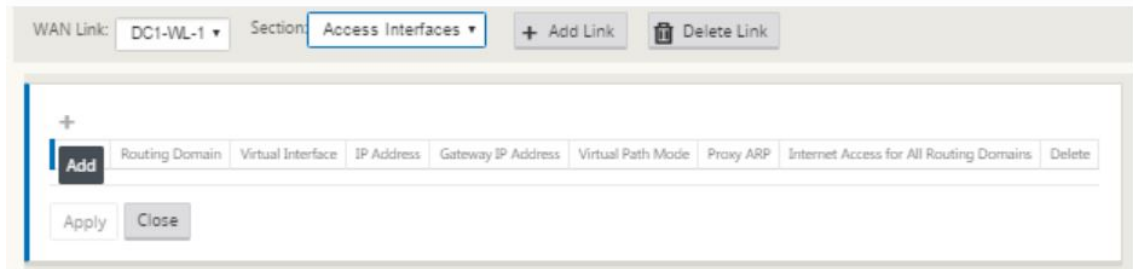 WAN Link: DC1-WL-1 ▾ Section: Access Interfaces ▾ + Add Link Delete Link
+
Add Routing Domain Virtual Interface IP Address Gateway IP Address Virtual Path Mode Proxy ARP Internet Access for All Routing Domains Delete
Apply Close